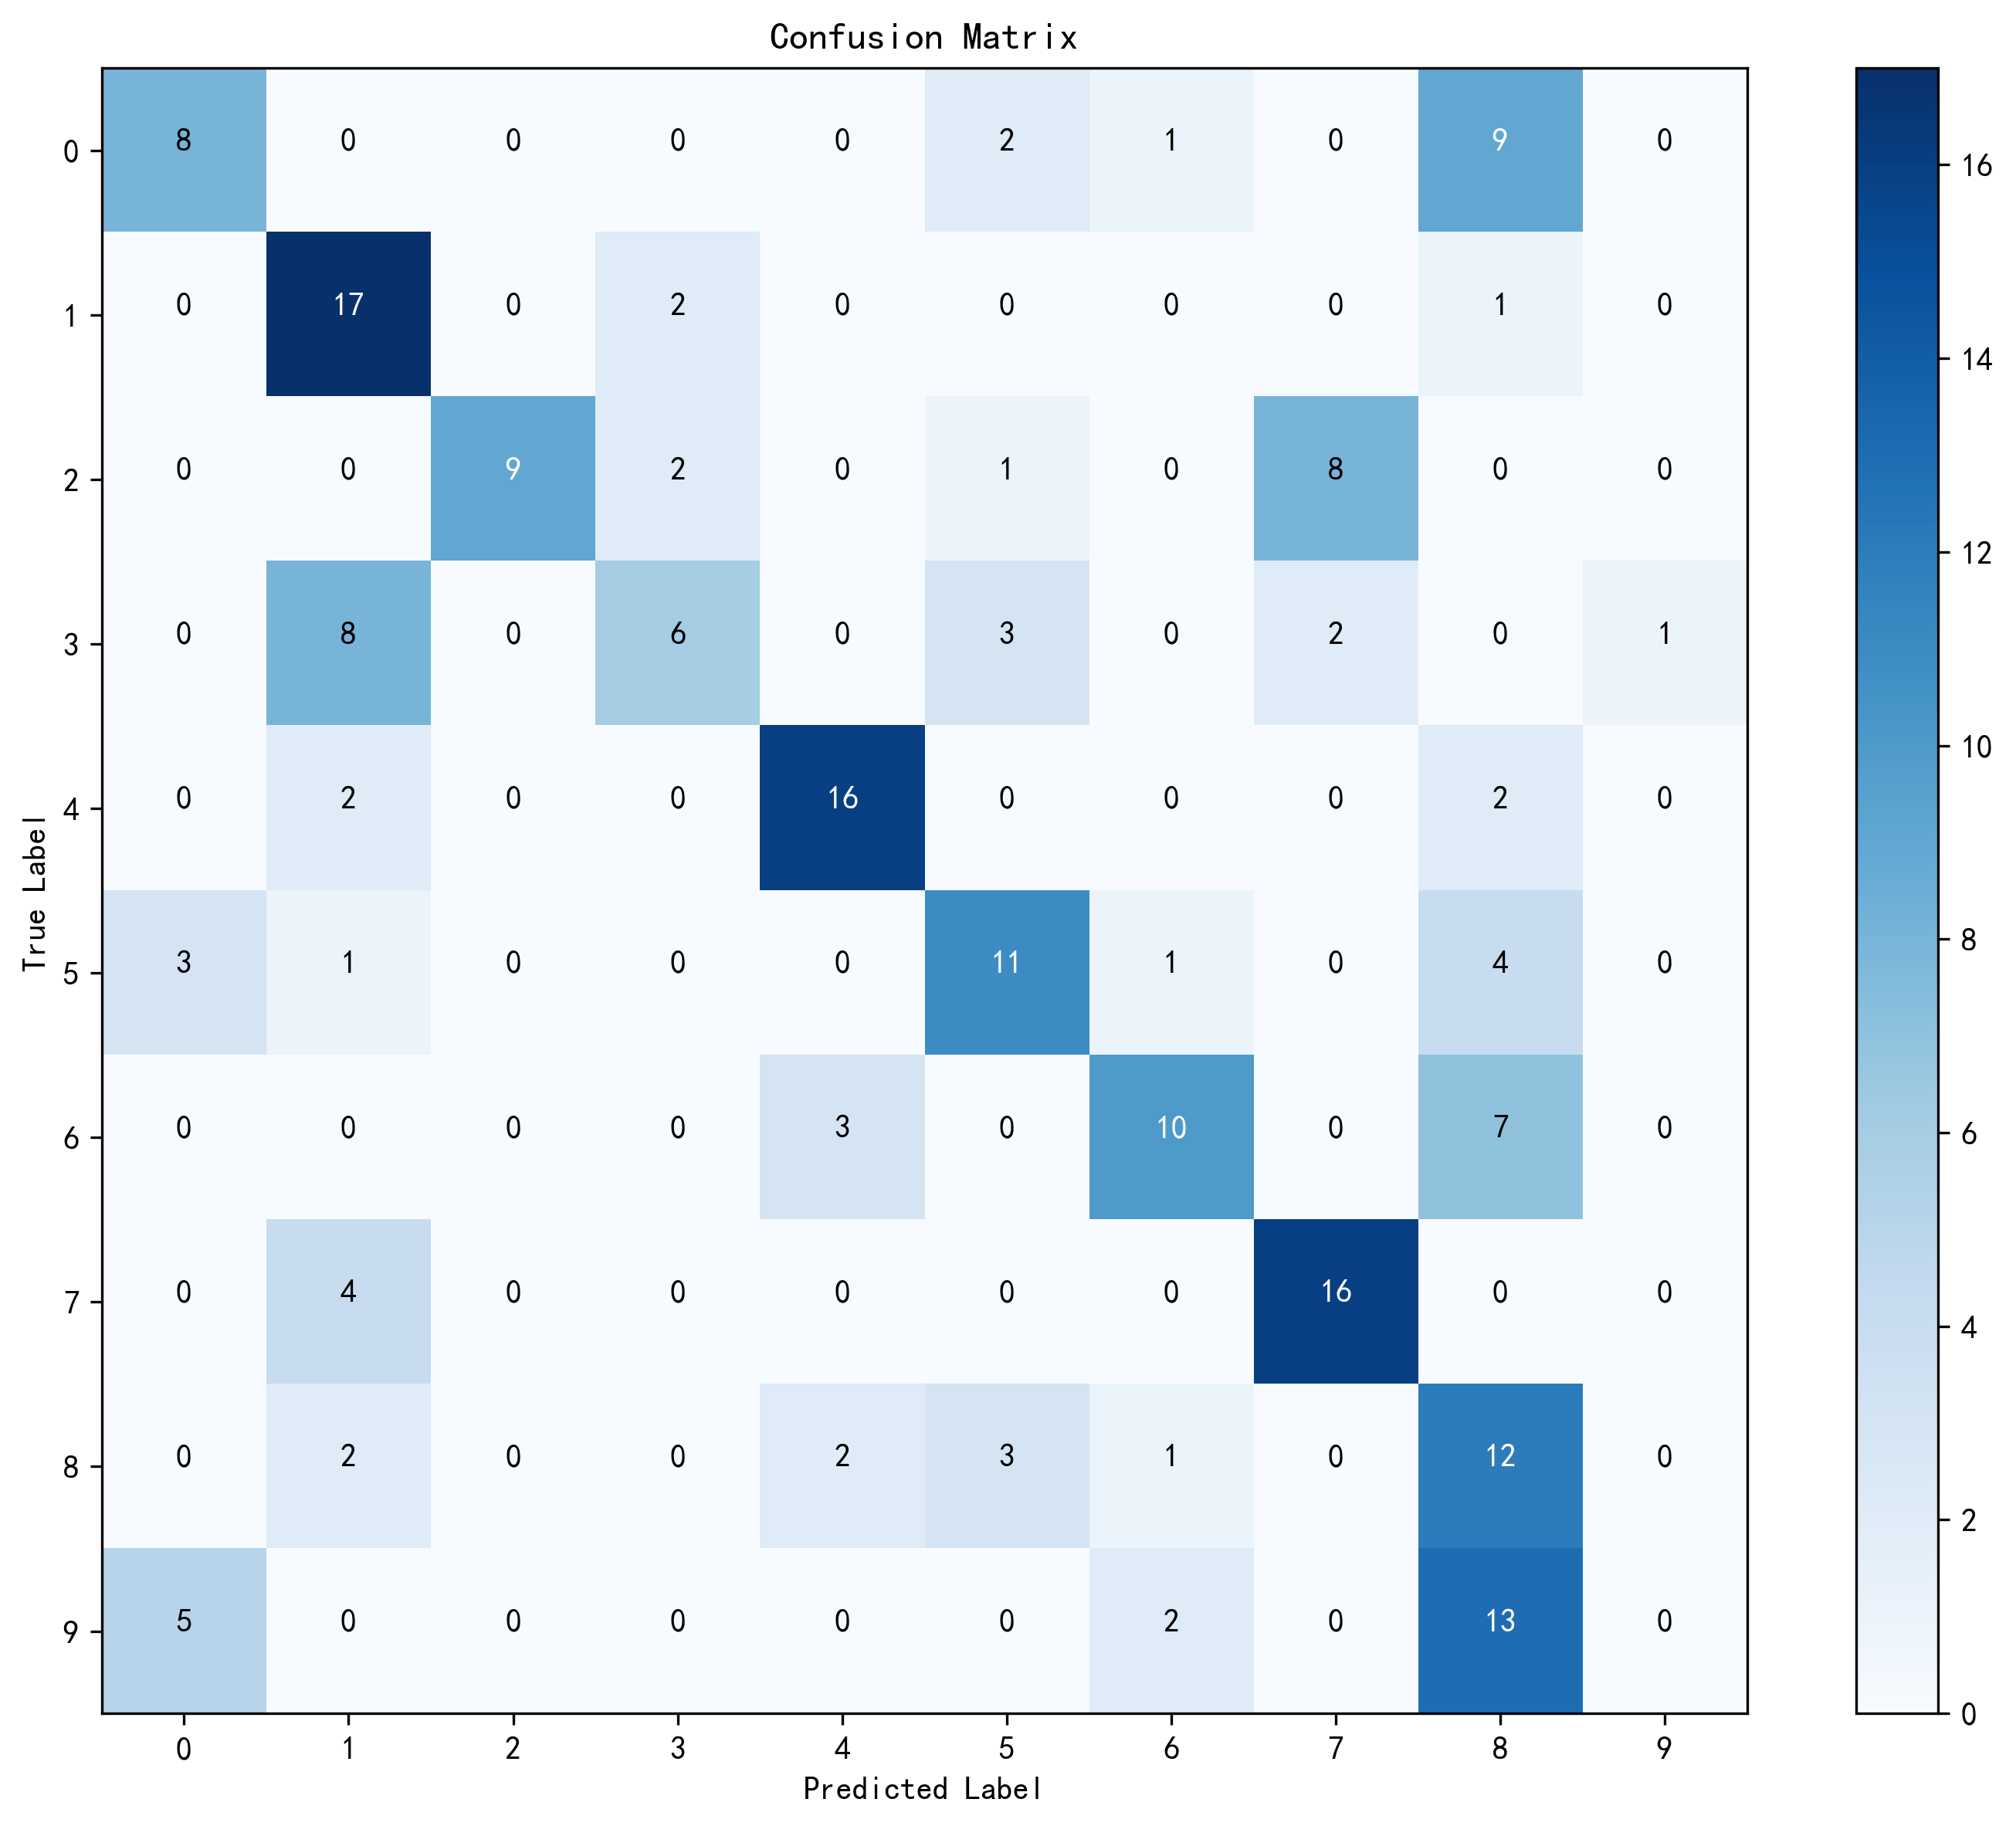 Confusion Matrix
0 8 0 0 0 0 2 1 0 9 0
1 0 17 0 2 0 0 0 0 1 0
2 0 0 9 2 0 1 0 8 0 0
3 0 8 0 6 0 3 0 2 0 1
4 0 2 0 0 16 0 0 0 2 0
5 3 1 0 0 0 11 1 0 4 0
6 0 0 0 0 3 0 10 0 7 0
7 0 4 0 0 0 0 0 16 0 0
8 0 2 0 0 2 3 1 0 12 0
9 5 0 0 0 0 0 2 0 13 0
0 1 2 3 4 5 6 7 8 9
Predicted Label
True Label
16
14
12
10
8
6
4
2
0